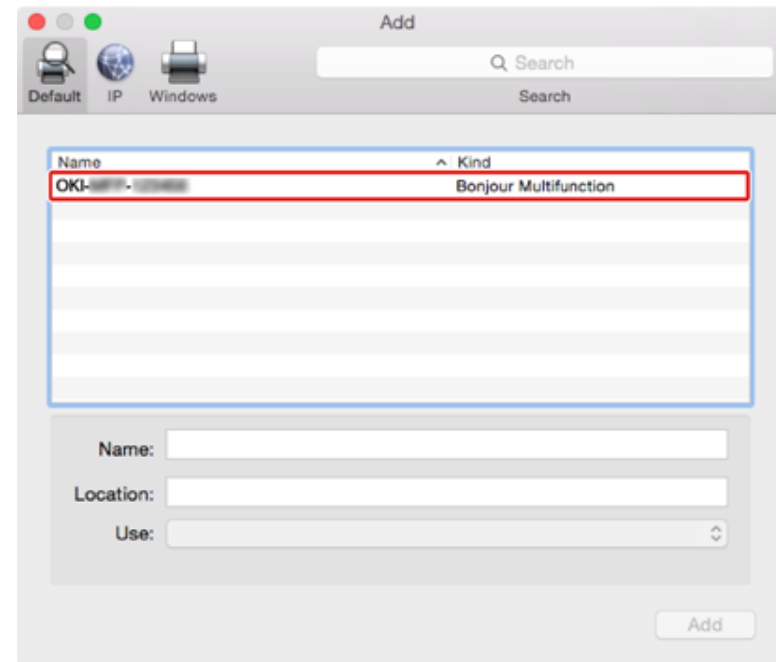 Add
Default IP Windows
Search
Search
Name Kind
OKI- Bonjour Multifunction
Name:
Location:
Use:
Add